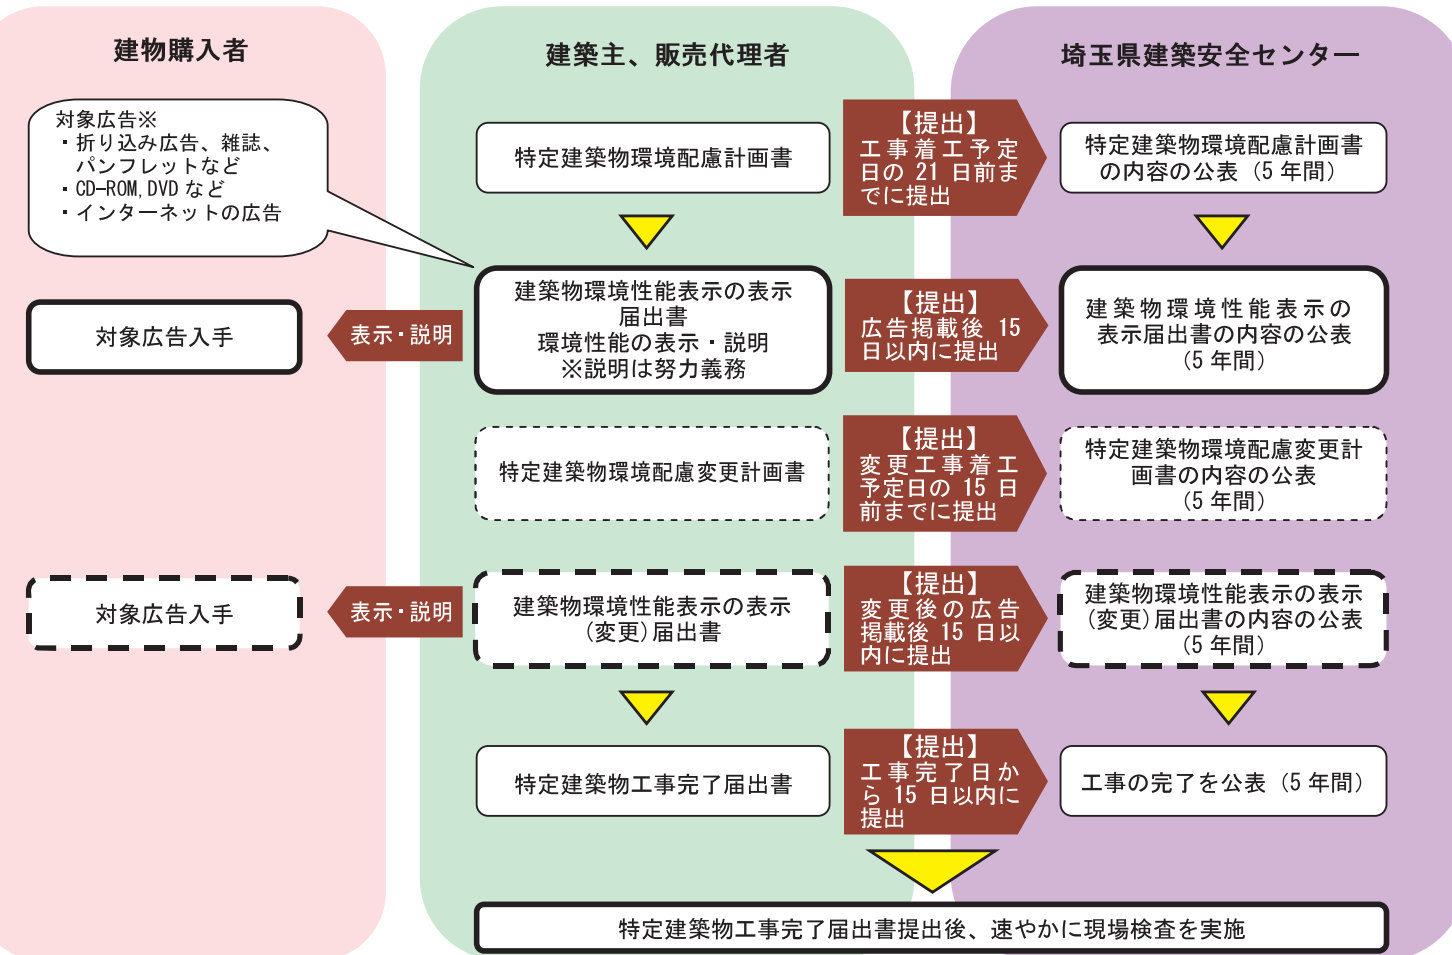 建物購入者
建築主、販売代理者
埼玉県建築安全センター
対象広告※
・折り込み広告、雑誌、
パンフレットなど
・CD-ROM,DVD など
・インターネットの広告
特定建築物環境配慮計画書
【提出】
工事着工予定
日の 21 日前ま
でに提出
特定建築物環境配慮計画書
の内容の公表（5 年間）
対象広告入手
表示・説明
建築物環境性能表示の表示
届出書
環境性能の表示・説明
※説明は努力義務
【提出】
広告掲載後 15
日以内に提出
建築物環境性能表示の
表示届出書の内容の公表
（5 年間）
特定建築物環境配慮変更計画書
【提出】
変更工事着工
予定日の 15 日
前までに提出
特定建築物環境配慮変更計
画書の内容の公表
（5 年間）
対象広告入手
表示・説明
建築物環境性能表示の表示
（変更）届出書
【提出】
変更後の広告
掲載後 15 日以
内に提出
建築物環境性能表示の表示
（変更）届出書の内容の公表
（5 年間）
特定建築物工事完了届出書
【提出】
工事完了日か
ら 15 日以内に
提出
工事の完了を公表（5 年間）
特定建築物工事完了届出書提出後、速やかに現場検査を実施